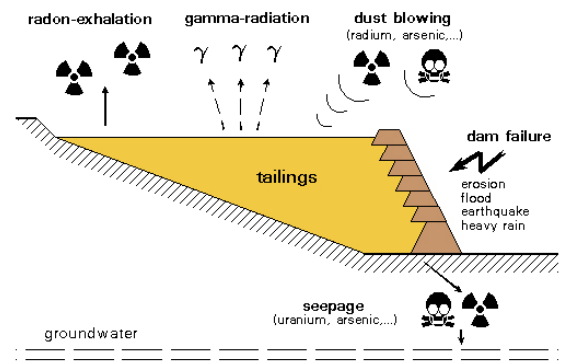 radon-exhalation
gamma-radiation
dust blowing
(radium, arsenic,...)
γ γ γ
dam failure
erosion
flood
earthquake
heavy rain
tailings
seepage
(uranium, arsenic,...)
groundwater